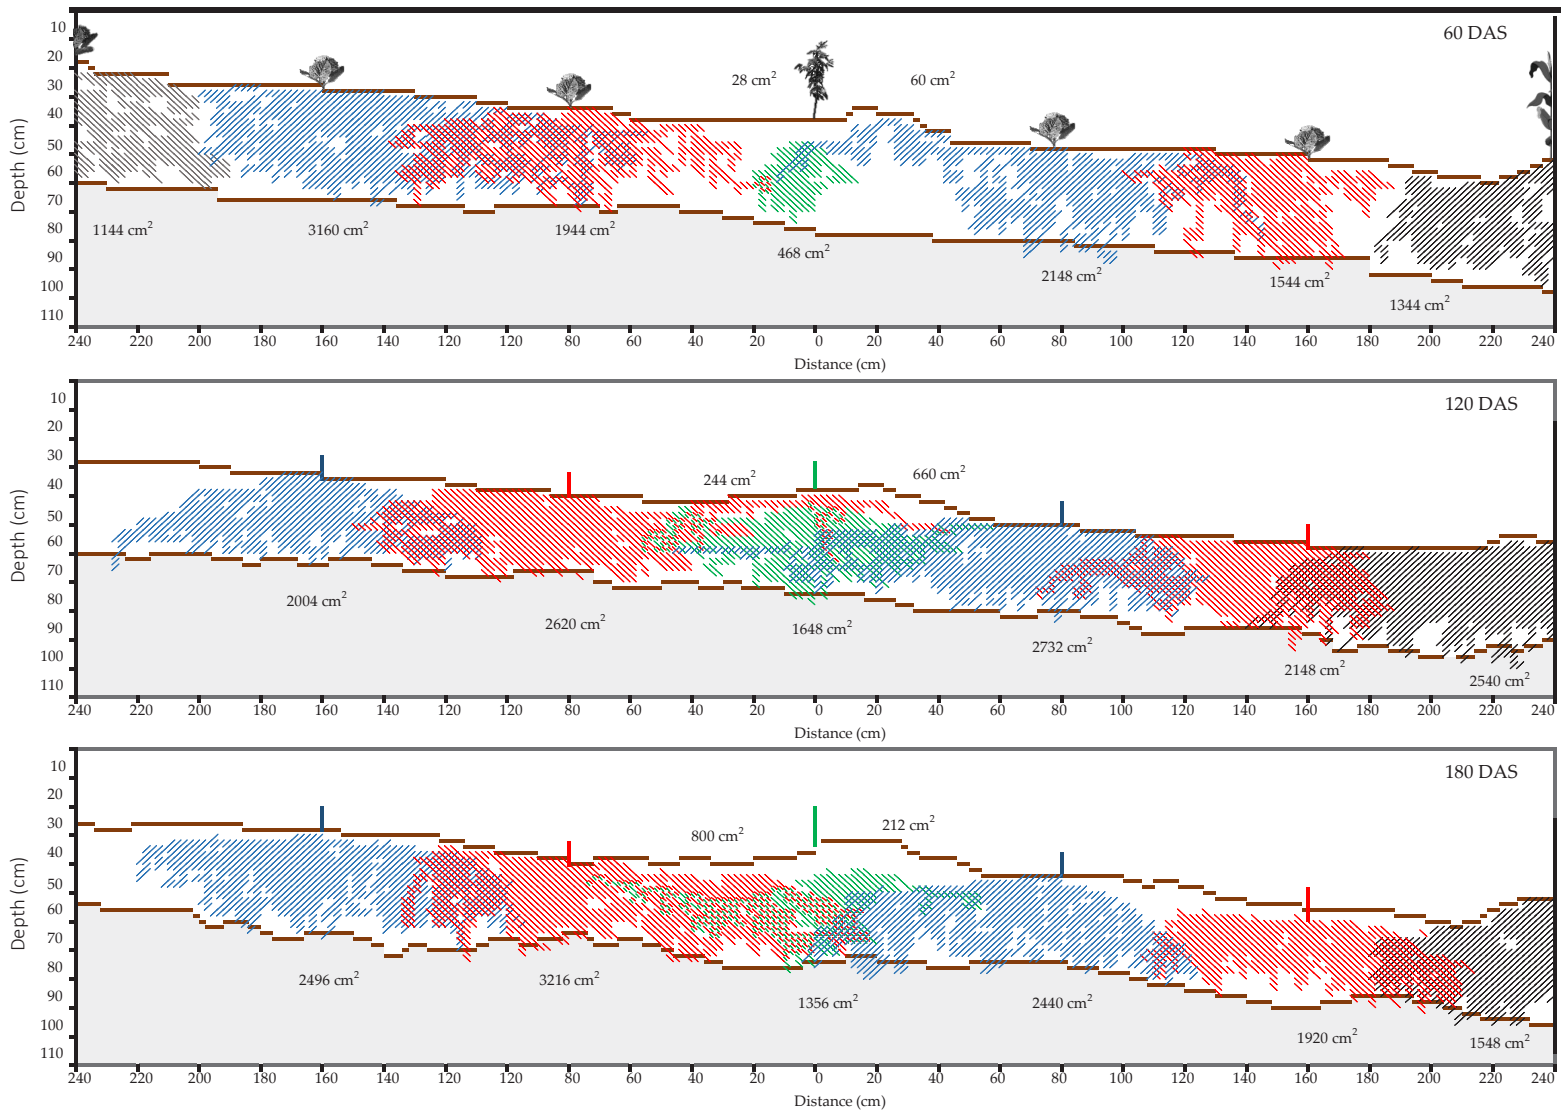 60 DAS
10
20
30
40
50
60
70
80
90
100
110
Depth (cm)
28 cm²
60 cm²
1144 cm²
3160 cm²
1944 cm²
468 cm²
2148 cm²
1544 cm²
1344 cm²
240 220 200 180 160 140 120 100 80 60 40 20 0 20 40 60 80 100 120 140 160 180 200 220 240
Distance (cm)
120 DAS
10
20
30
40
50
60
70
80
90
100
110
Depth (cm)
244 cm²
660 cm²
2004 cm²
2620 cm²
1648 cm²
2732 cm²
2148 cm²
2540 cm²
240 220 200 180 160 140 120 100 80 60 40 20 0 20 40 60 80 100 120 140 160 180 200 220 240
Distance (cm)
180 DAS
10
20
30
40
50
60
70
80
90
100
110
Depth (cm)
800 cm²
212 cm²
2496 cm²
3216 cm²
1356 cm²
2440 cm²
1920 cm²
1548 cm²
240 220 200 180 160 140 120 100 80 60 40 20 0 20 40 60 80 100 120 140 160 180 200 220 240
Distance (cm)